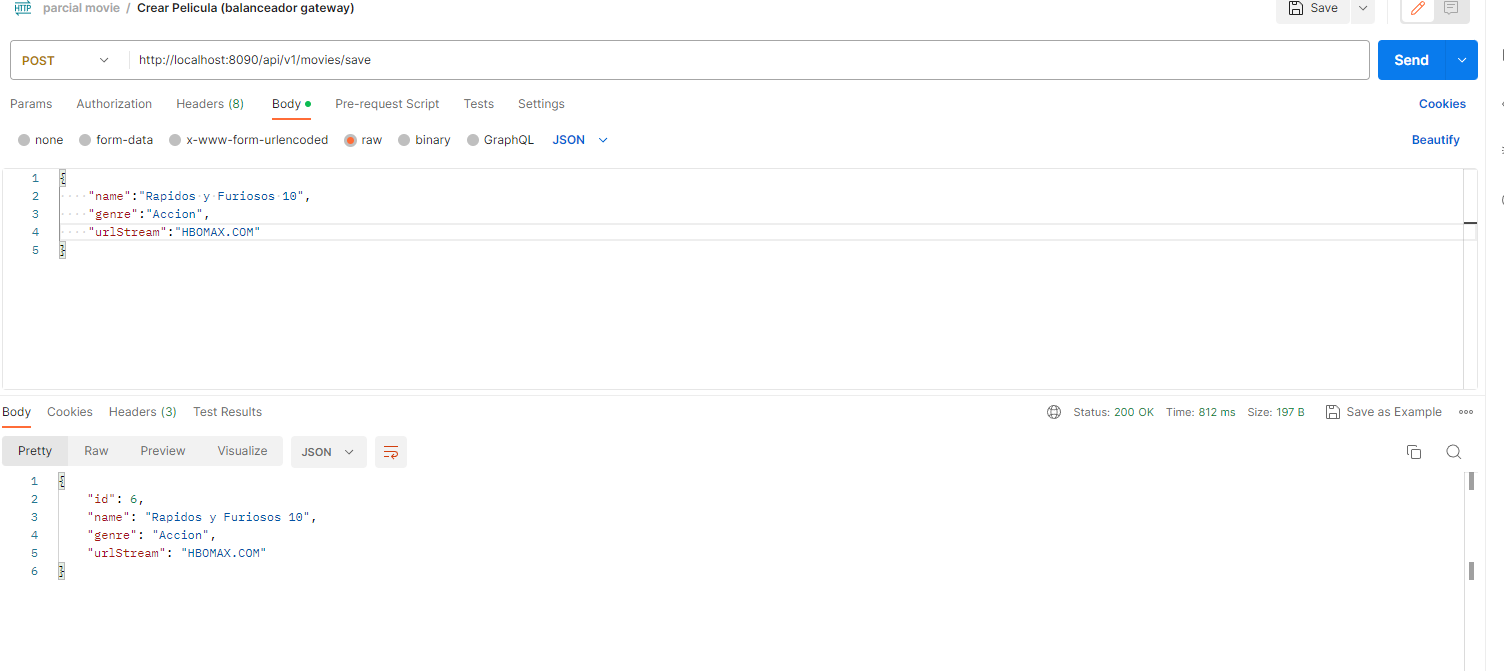 HTTP parcial movie / Crear Pelicula (balanceador gateway) Save
POST http://localhost:8090/api/v1/movies/save Send
Params Authorization Headers (8) Body Pre-request Script Tests Settings Cookies
none form-data x-www-form-urlencoded raw binary GraphQL JSON Beautify
1 {
2 "name":"Rapidos y Furiosos 10",
3 "genre":"Accion",
4 "urlStream":"HBOMAX.COM"
5 }
Body Cookies Headers (3) Test Results Status: 200 OK Time: 812 ms Size: 197 B Save as Example
Pretty Raw Preview Visualize JSON
1 {
2 "id": 6,
3 "name": "Rapidos y Furiosos 10",
4 "genre": "Accion",
5 "urlStream": "HBOMAX.COM"
6 }